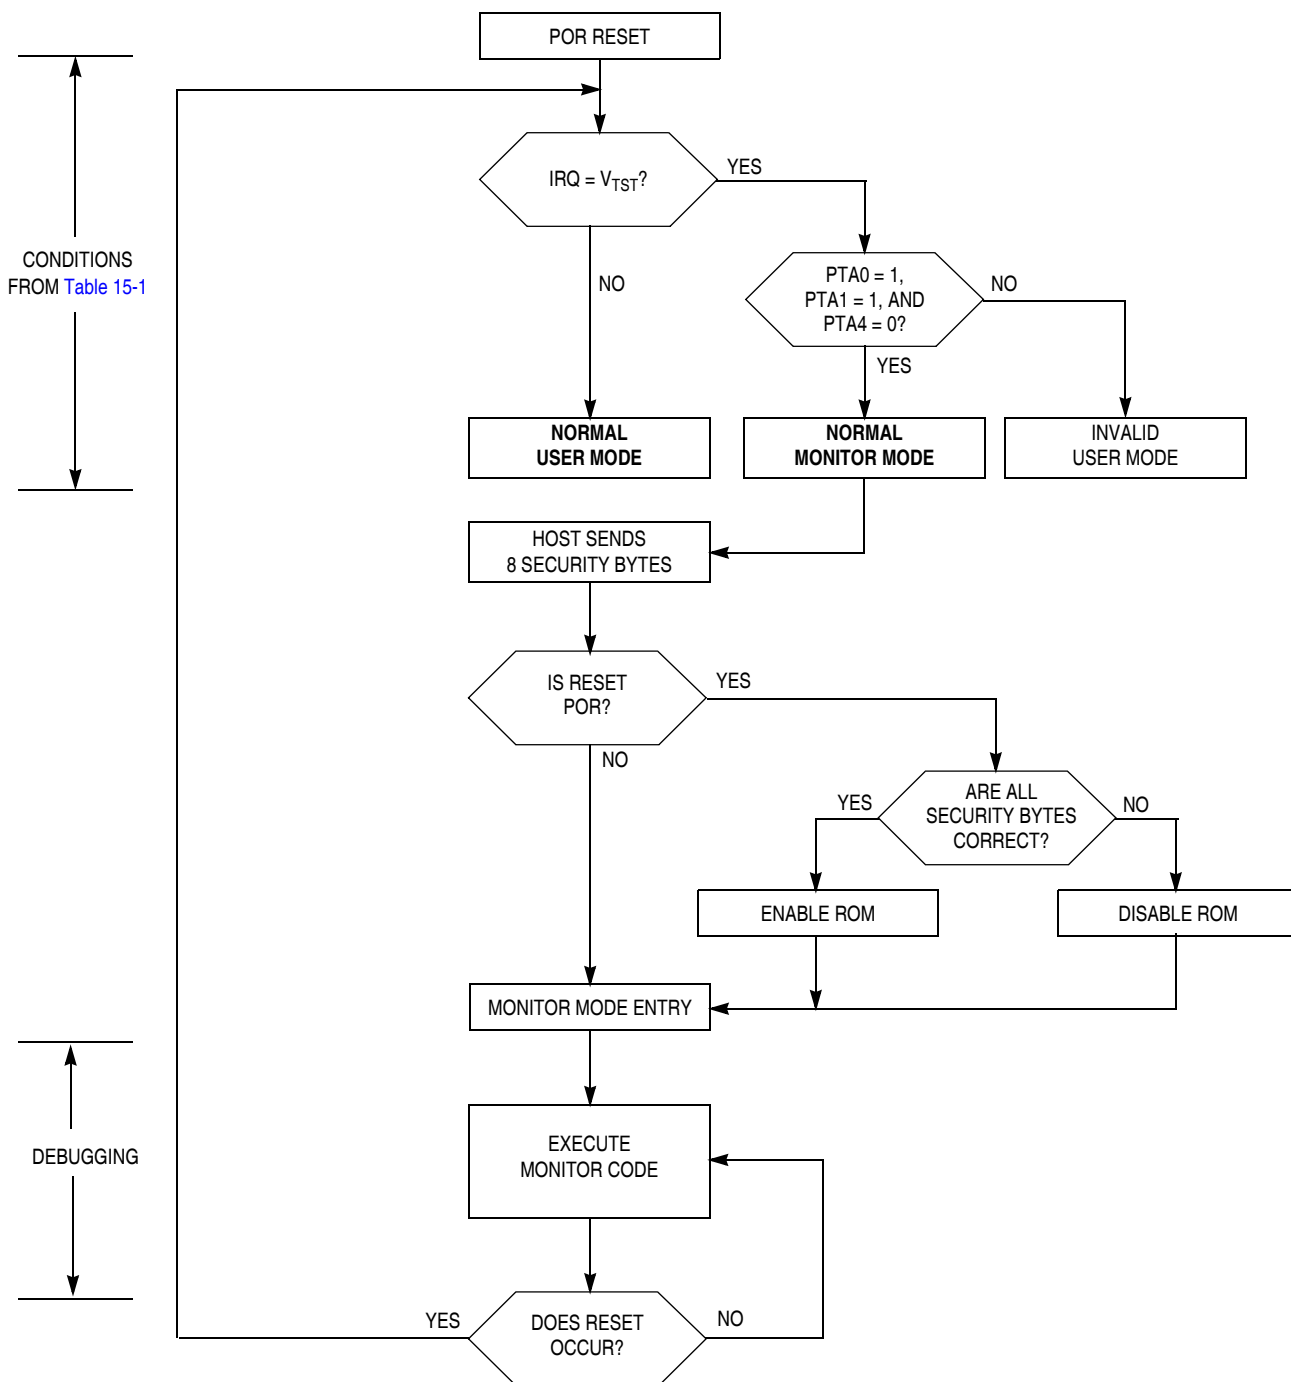 POR RESET
IRQ = VTST?
YES
CONDITIONS
FROM Table 15-1
NO
PTA0 = 1,
PTA1 = 1, AND
PTA4 = 0?
NO
YES
NORMAL
USER MODE
NORMAL
MONITOR MODE
INVALID
USER MODE
HOST SENDS
8 SECURITY BYTES
IS RESET
POR?
YES
NO
ARE ALL
SECURITY BYTES
CORRECT?
YES
NO
ENABLE ROM
DISABLE ROM
MONITOR MODE ENTRY
DEBUGGING
EXECUTE
MONITOR CODE
YES
DOES RESET
OCCUR?
NO